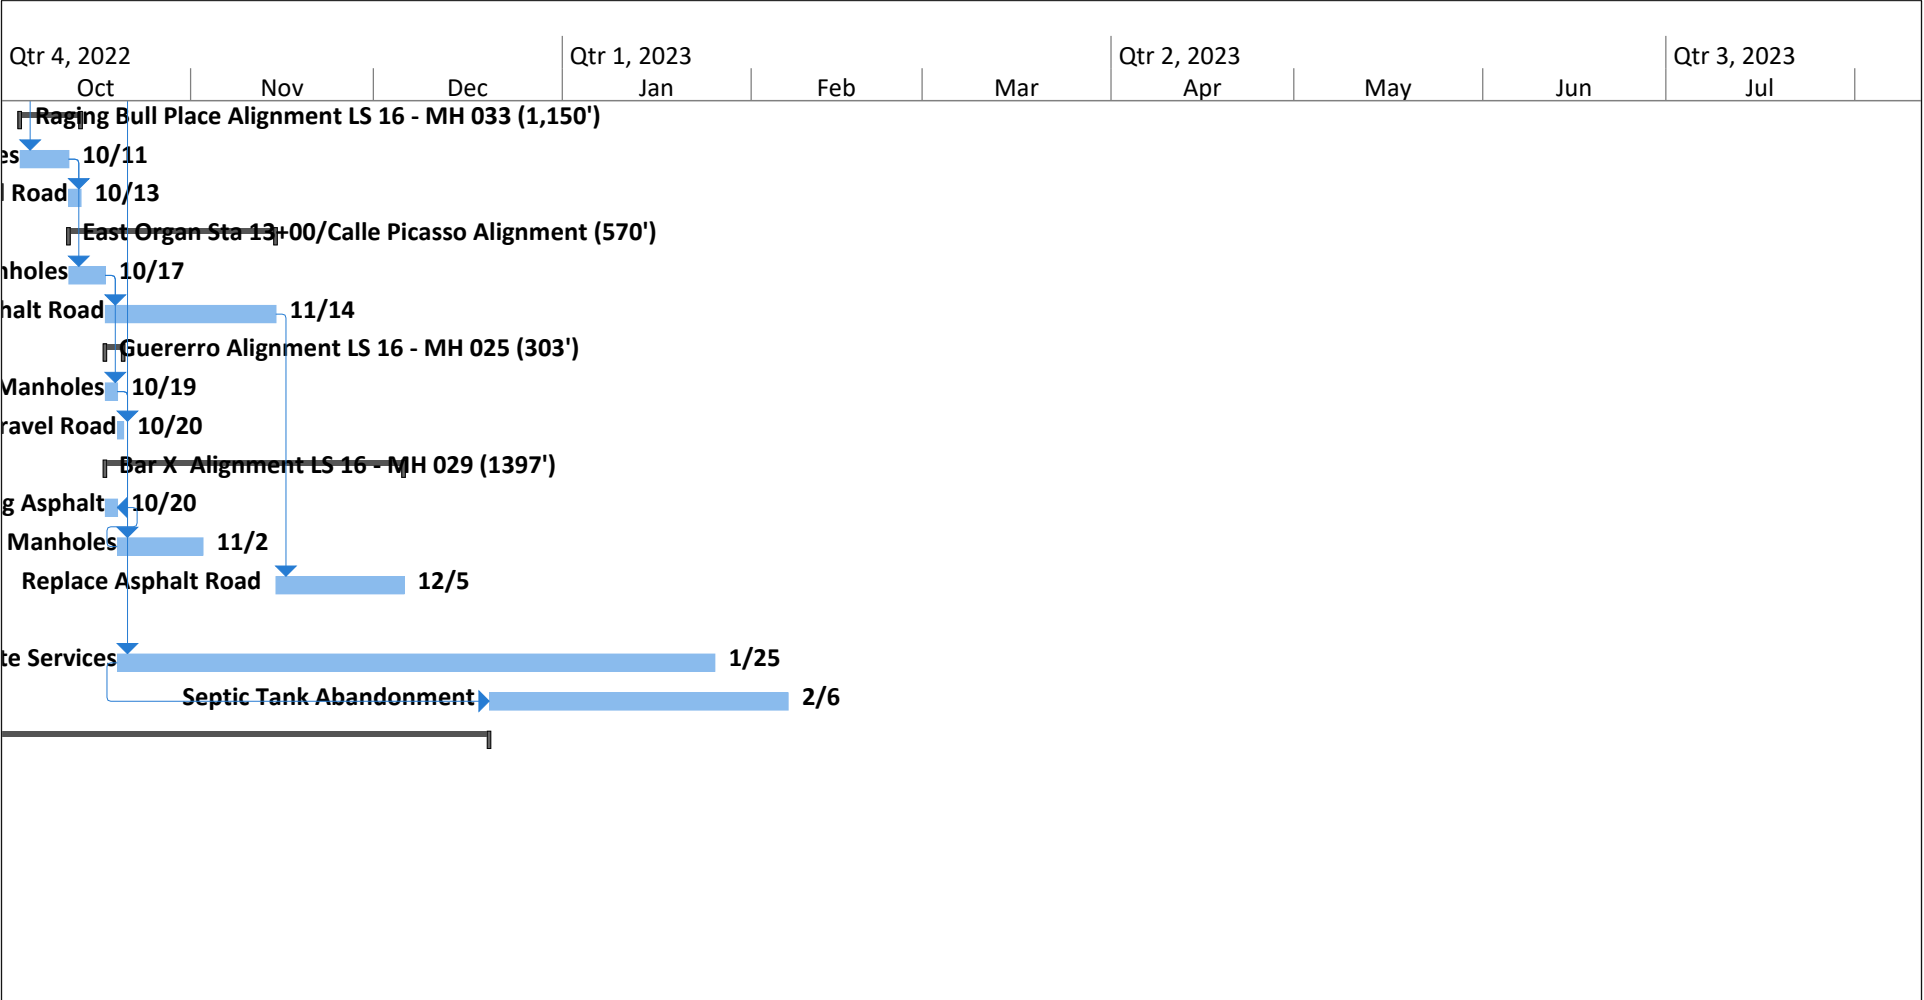 Qtr 4, 2022 Qtr 1, 2023 Qtr 2, 2023 Qtr 3, 2023
Oct Nov Dec Jan Feb Mar Apr May Jun Jul
Raging Bull Place Alignment LS 16 - MH 033 (1,150')
es 10/11
l Road 10/13
East Organ Sta 13+00/Calle Picasso Alignment (570')
nholes 10/17
halt Road 11/14
Guererro Alignment LS 16 - MH 025 (303')
Manholes 10/19
ravel Road 10/20
Bar X  Alignment LS 16 - MH 029 (1397')
g Asphalt 10/20
Manholes 11/2
Replace Asphalt Road 12/5
te Services 1/25
Septic Tank Abandonment 2/6